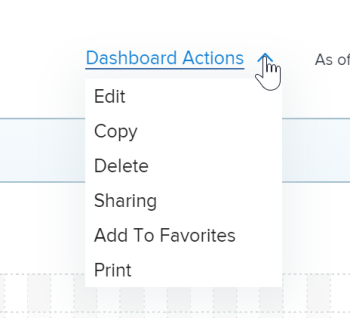 Dashboard Actions
As of
Edit
Copy
Delete
Sharing
Add To Favorites
Print